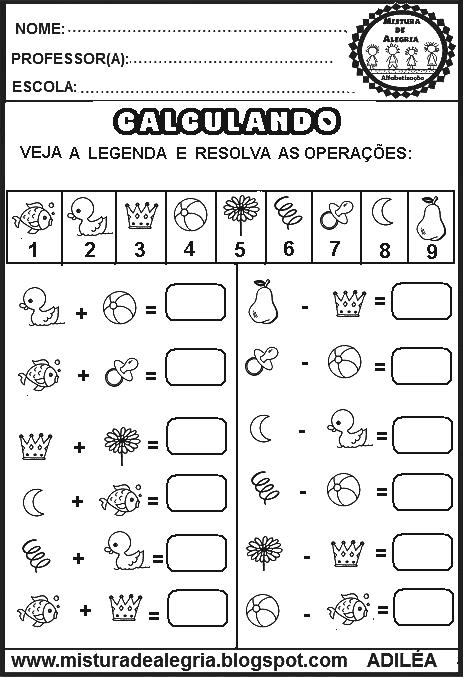 NOME:
PROFESSOR(A):
ESCOLA:
MISTURA
DE
ALEGRIA
Alfabetização
CALCULANDO
VEJA A LEGENDA E RESOLVA AS OPERAÇÕES:
1 2 3 4 5 6 7 8 9
+ =
- =
+ =
- =
+ =
- =
+ =
- =
+ =
- =
+ =
- =
www.misturadealegria.blogspot.com ADILÉA